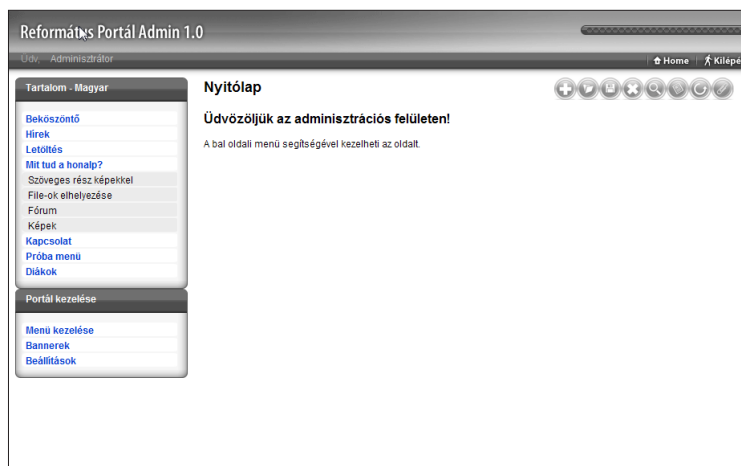 Református Portál Admin 1.0
Üdv, Adminisztrátor
Home
Kilépé
Tartalom - Magyar
Beköszöntő
Hírek
Letöltés
Mit tud a honalp?
Szöveges rész képekkel
File-ok elhelyezése
Fórum
Képek
Kapcsolat
Próba menü
Diákok
Portál kezelése
Menü kezelése
Bannerek
Beállítások
Nyitólap
Üdvözöljük az adminisztrációs felületen!
A bal oldali menü segítségével kezelheti az oldalt.